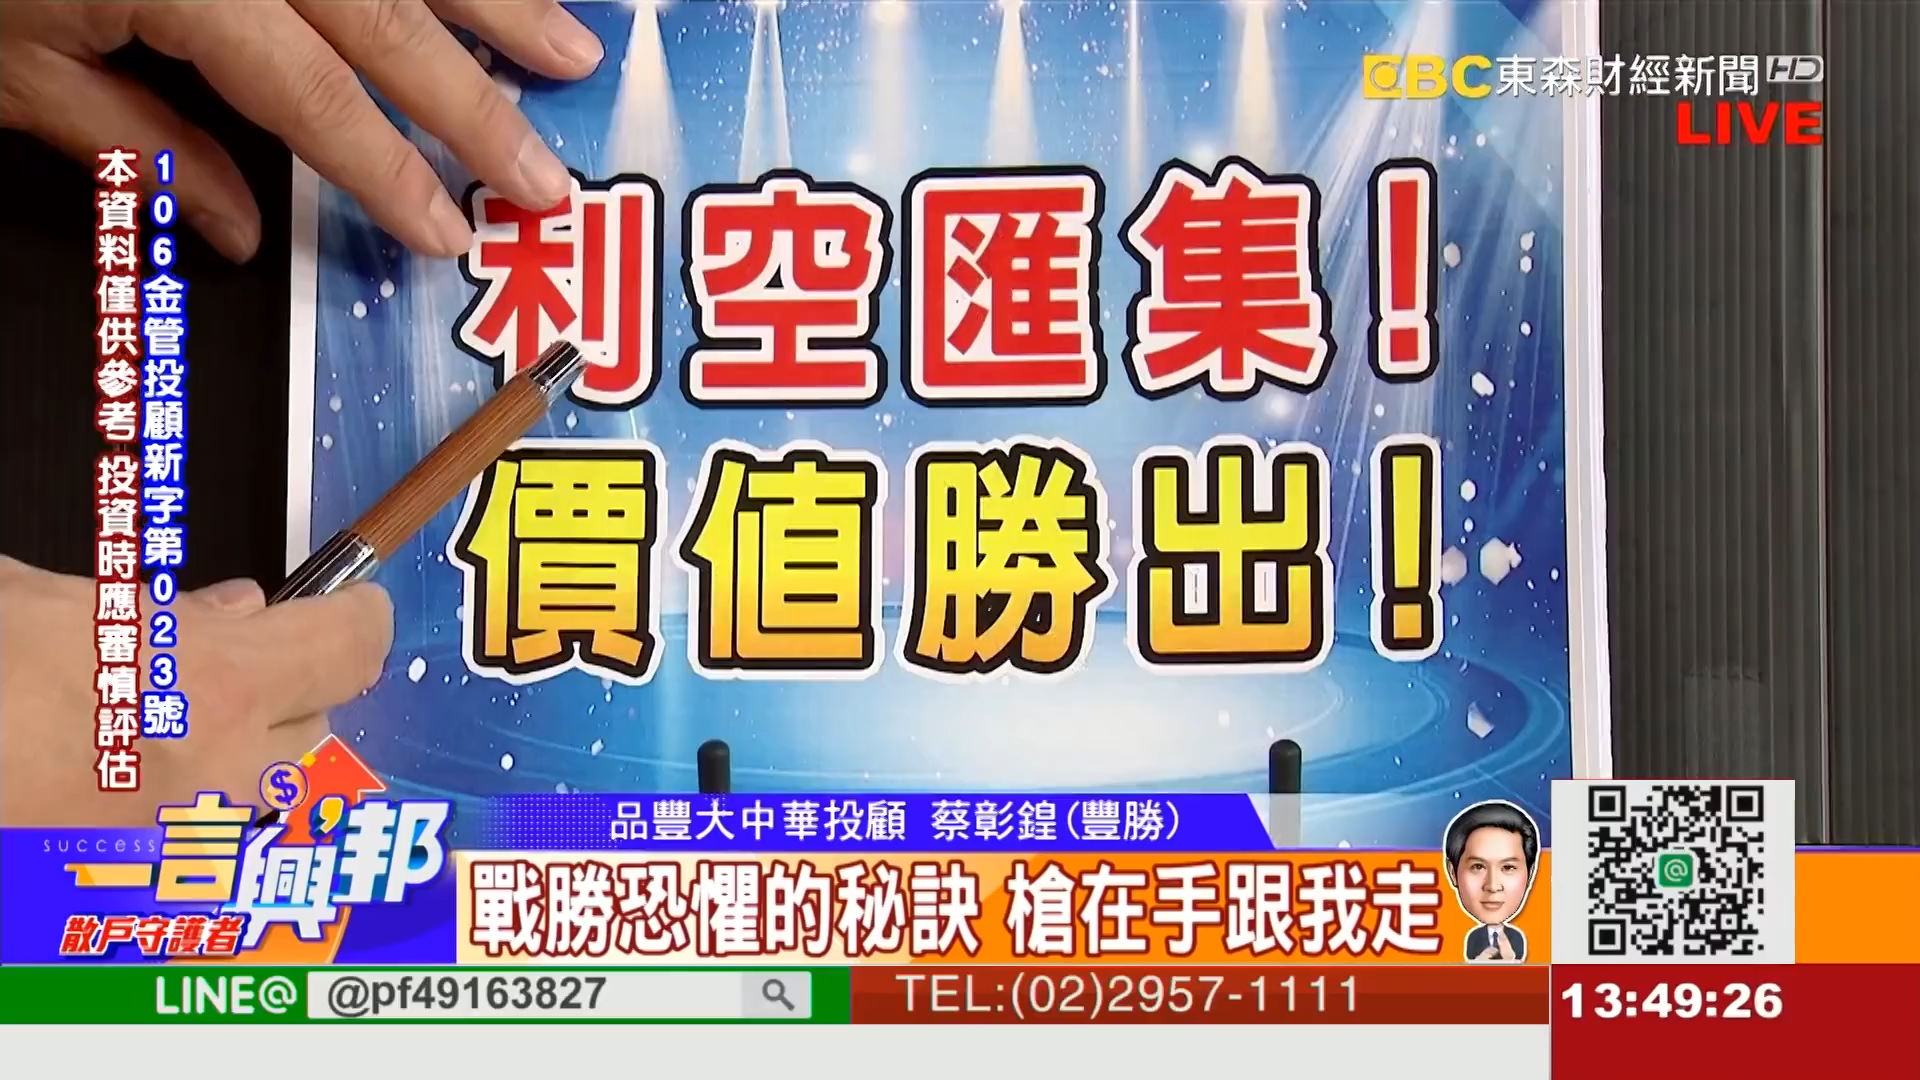 EBC東森財經新聞HD
LIVE
106金管投顧新字第023號
本資料僅供參考 投資時應審慎評估
利空匯集!
價值勝出!
品豐大中華投顧 蔡彰鍠(豐勝)
success
一言興邦
散戶守護者
戰勝恐懼的秘訣 槍在手跟我走
LINE@ @pf49163827
TEL:(02)2957-1111
13:49:26